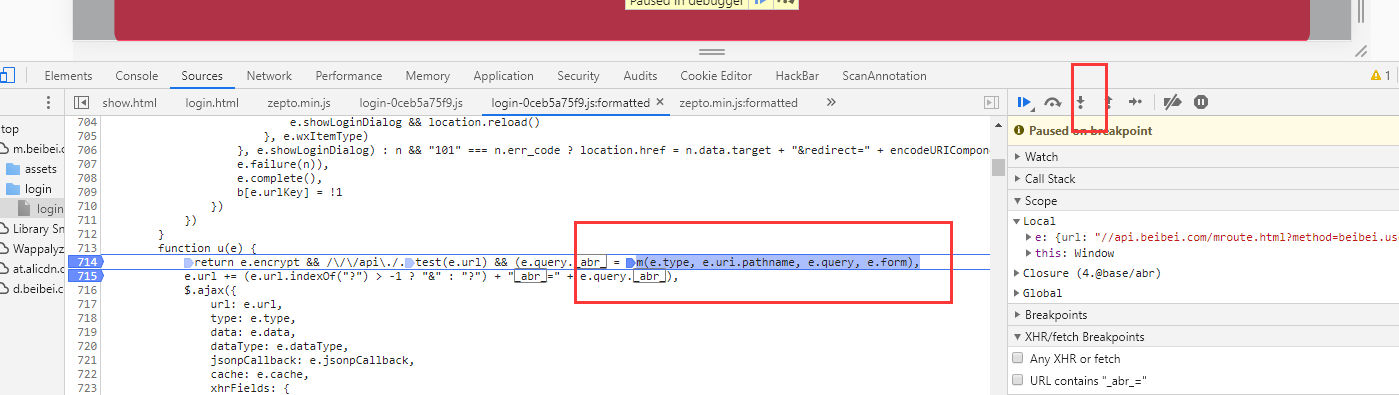 Paused in debugger
Elements Console Sources Network Performance Memory Application Security Audits Cookie Editor HackBar ScanAnnotation 1
show.html login.html zepto.min.js login-0ceb5a75f9.js login-0ceb5a75f9.js:formatted × zepto.min.js:formatted »
top
m.beibei.c
assets
login
login
Library Sn
Wappalyz
at.alicdn.c
d.beibei.c
704 e.showLoginDialog && location.reload()
705 }, e.wxItemType)
706 }, e.showLoginDialog) : n && "101" === n.err_code ? location.href = n.data.target + "&redirect=" + encodeURICompon
707 e.failure(n)),
708 e.complete(),
709 b[e.urlKey] = !1
710 })
711 })
712 }
713 function u(e) {
714 return e.encrypt && /\/\/api\./.test(e.url) && (e.query._abr_ = m(e.type, e.uri.pathname, e.query, e.form),
715 e.url += (e.url.indexOf("?") > -1 ? "&" : "?") + "_abr_=" + e.query._abr_),
716 $.ajax({
717 url: e.url,
718 type: e.type,
719 data: e.data,
720 dataType: e.dataType,
721 jsonpCallback: e.jsonpCallback,
722 cache: e.cache,
723 xhrFields: {
Paused on breakpoint
Watch
Call Stack
Scope
Local
e: {url: "//api.beibei.com/mroute.html?method=beibei.us
this: Window
Closure (4.@base/abr)
Global
Breakpoints
XHR/fetch Breakpoints
Any XHR or fetch
URL contains "_abr_="